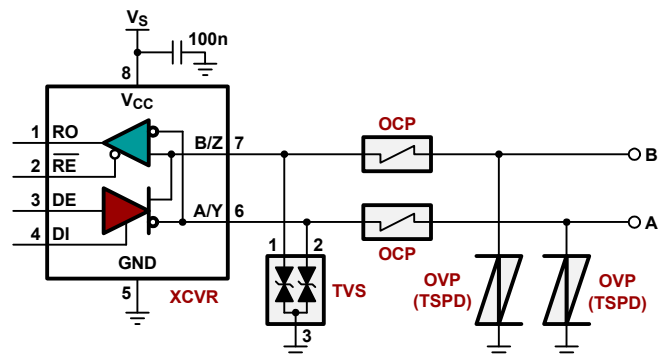 VS
100n
8
VCC
1 RO
2 RE
3 DE
4 DI
B/Z 7
A/Y 6
GND
5
XCVR
OCP
OCP
B
A
1 2
TVS
3
OVP
(TSPD)
OVP
(TSPD)